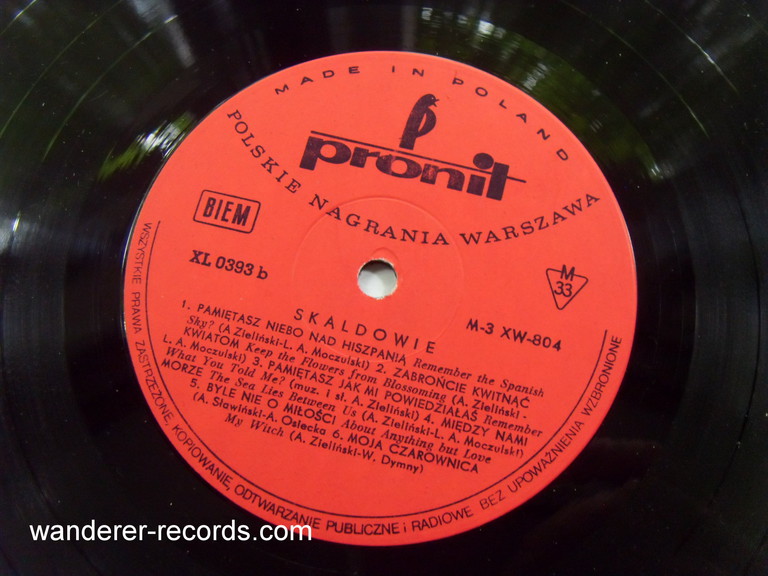 MADE IN POLAND
pronit
POLSKIE NAGRANIA WARSZAWA
BIEM
XL 0393 b
M
33
M-3 XW-804
SKALDOWIE
1. PAMIĘTASZ NIEBO NAD HISZPANIĄ Remember the Spanish
Sky? (A. Zieliński-L. A. Moczulski) 2. ZABROŃCIE KWITNĄĆ
KWIATOM Keep the Flowers from Blossoming (A. Zieliński -
L. A. Moczulski) 3. PAMIĘTASZ JAK MI POWIEDZIAŁAŚ Remember
What You Told Me? (muz. i sł. A. Zieliński) 4. MIĘDZY NAMI
MORZE The Sea Lies Between Us (A. Zieliński-L. A. Moczulski)
5. BYLE NIE O MIŁOŚCI About Anything but Love
(A. Sławiński-A. Osiecka 6. MOJA CZAROWNICA
My Witch (A. Zieliński-W. Dymny)
WSZYSTKIE PRAWA ZASTRZEŻONE, KOPIOWANIE, ODTWARZANIE PUBLICZNE i RADIOWE BEZ UPOWAŻNIENIA WZBRONIONE
wanderer-records.com